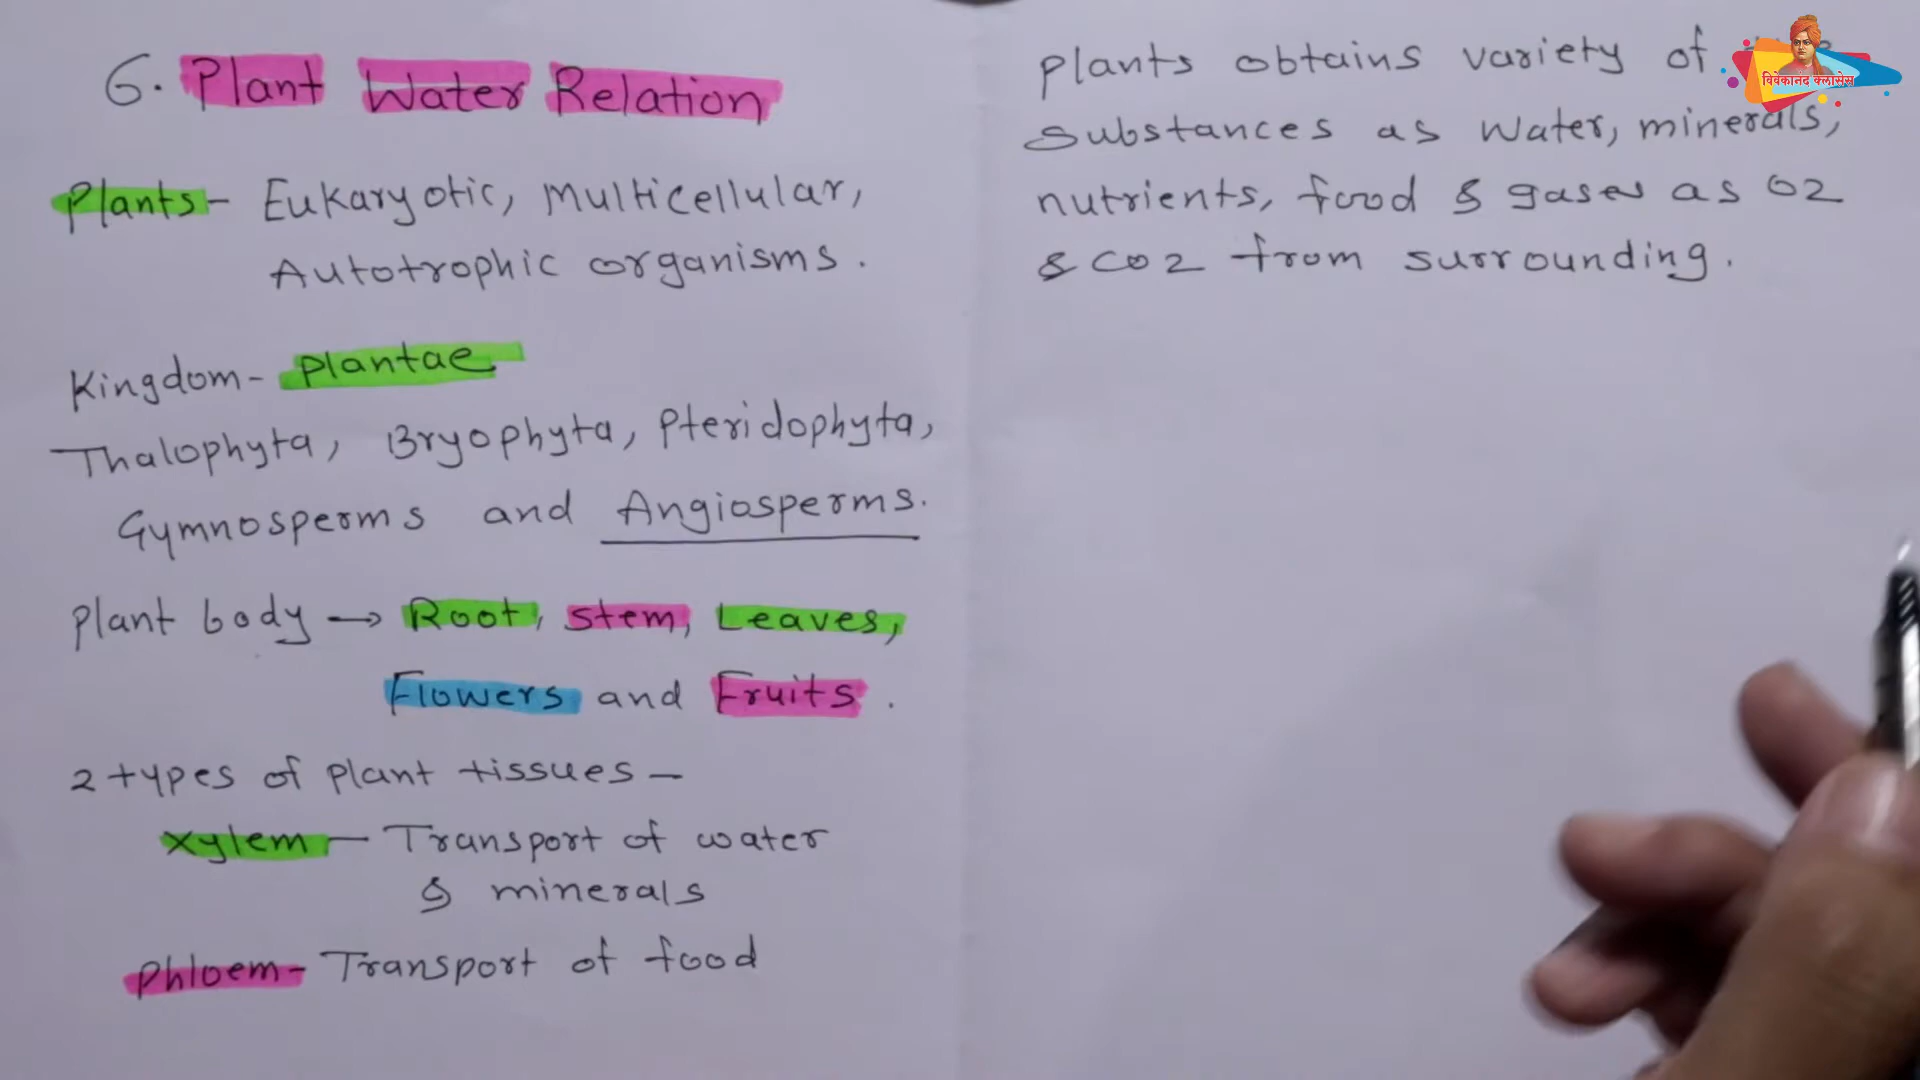 6. Plant Water Relation
Plants- Eukaryotic, Multicellular,
Autotrophic organisms.
Kingdom- Plantae
Thalophyta, Bryophyta, Pteridophyta,
Gymnosperms and Angiosperms.
Plant body → Root, Stem, Leaves,
Flowers and Fruits.
2 types of Plant tissues -
Xylem - Transport of water
& minerals
Phloem- Transport of food
Plants obtains variety of
substances as Water, minerals,
nutrients, food & gases as O2
& CO2 from surrounding.
विवेकानंद क्लासेस